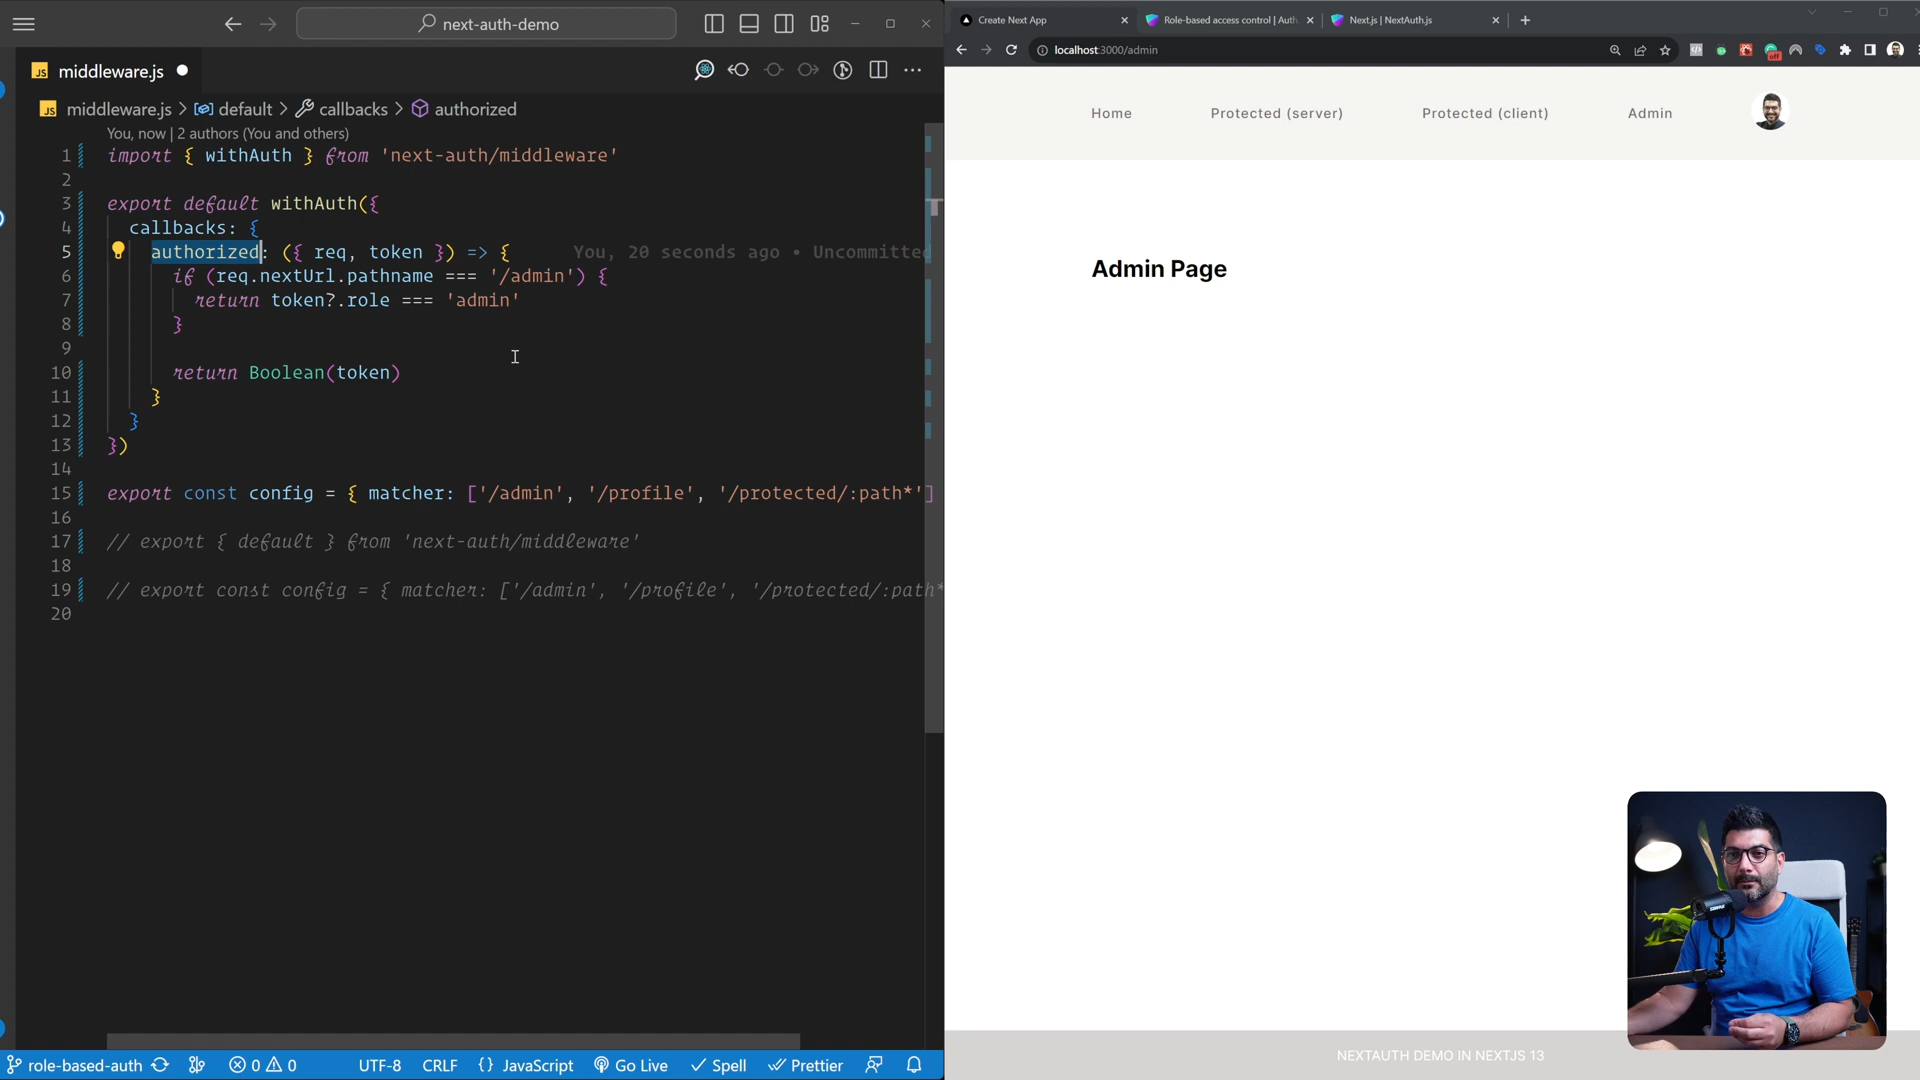 next-auth-demo
JS middleware.js
JS middleware.js > default > callbacks > authorized
You, now | 2 authors (You and others)
1 import { withAuth } from 'next-auth/middleware'
2
3 export default withAuth({
4 callbacks: {
5 authorized: ({ req, token }) => { You, 20 seconds ago • Uncommitted
6 if (req.nextUrl.pathname === '/admin') {
7 return token?.role === 'admin'
8 }
9
10 return Boolean(token)
11 }
12 }
13 })
14
15 export const config = { matcher: ['/admin', '/profile', '/protected/:path*']
16
17 // export { default } from 'next-auth/middleware'
18
19 // export const config = { matcher: ['/admin', '/profile', '/protected/:path*
20
role-based-auth 0 0 UTF-8 CRLF {} JavaScript Go Live Spell Prettier
Create Next App
Role-based access control | Auth
Next.js | NextAuth.js
localhost:3000/admin
off
Home Protected (server) Protected (client) Admin
Admin Page
NEXTAUTH DEMO IN NEXTJS 13